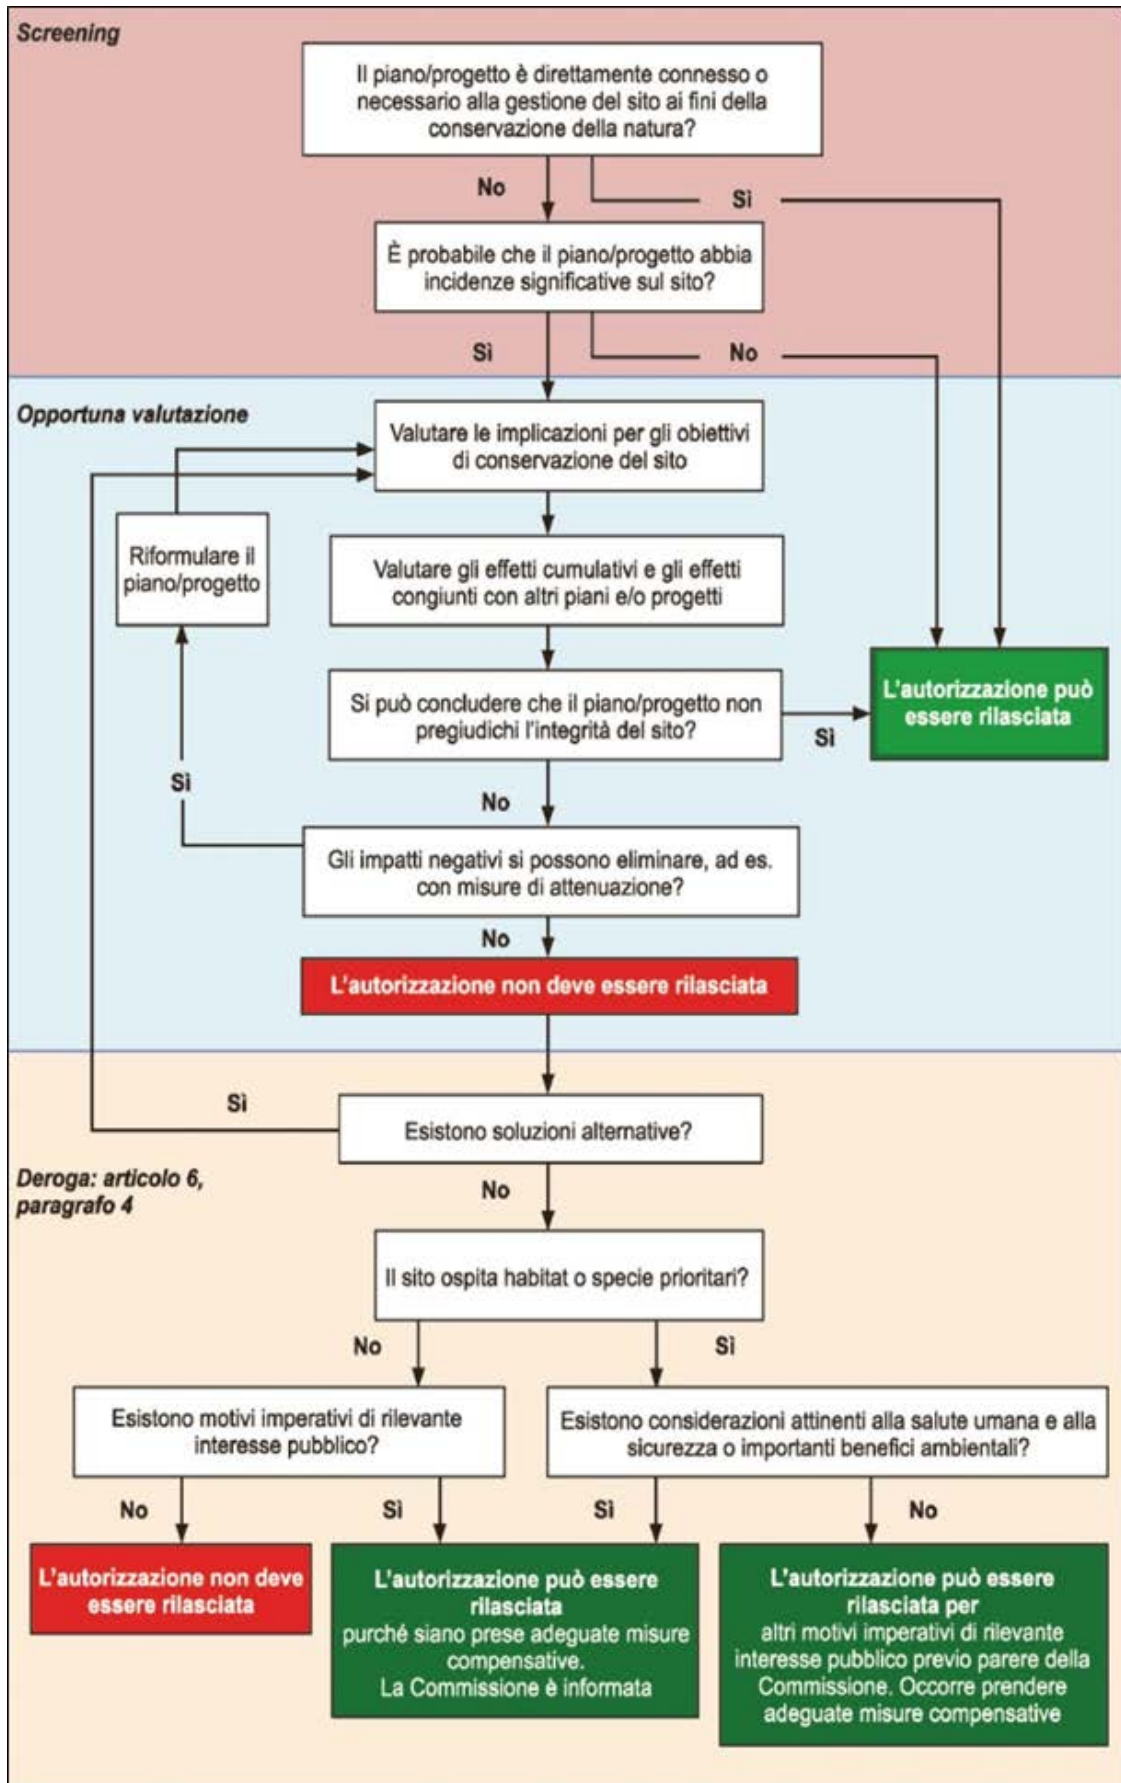 Screening
Il piano/progetto è direttamente connesso o
necessario alla gestione del sito ai fini della
conservazione della natura?
No
Sì
È probabile che il piano/progetto abbia
incidenze significative sul sito?
Sì
No
Opportuna valutazione
Valutare le implicazioni per gli obiettivi
di conservazione del sito
Riformulare il
piano/progetto
Valutare gli effetti cumulativi e gli effetti
congiunti con altri piani e/o progetti
L'autorizzazione può
essere rilasciata
Si può concludere che il piano/progetto non
pregiudichi l'integrità del sito?
Sì
Sì
No
Gli impatti negativi si possono eliminare, ad es.
con misure di attenuazione?
No
L'autorizzazione non deve essere rilasciata
Sì
Esistono soluzioni alternative?
Deroga: articolo 6,
paragrafo 4
No
Il sito ospita habitat o specie prioritari?
No
Sì
Esistono motivi imperativi di rilevante
interesse pubblico?
Esistono considerazioni attinenti alla salute umana e alla
sicurezza o importanti benefici ambientali?
No
Sì
Sì
No
L'autorizzazione non deve
essere rilasciata
L'autorizzazione può essere
rilasciata
purché siano prese adeguate misure
compensative.
La Commissione è informata
L'autorizzazione può essere
rilasciata per
altri motivi imperativi di rilevante
interesse pubblico previo parere della
Commissione. Occorre prendere
adeguate misure compensative